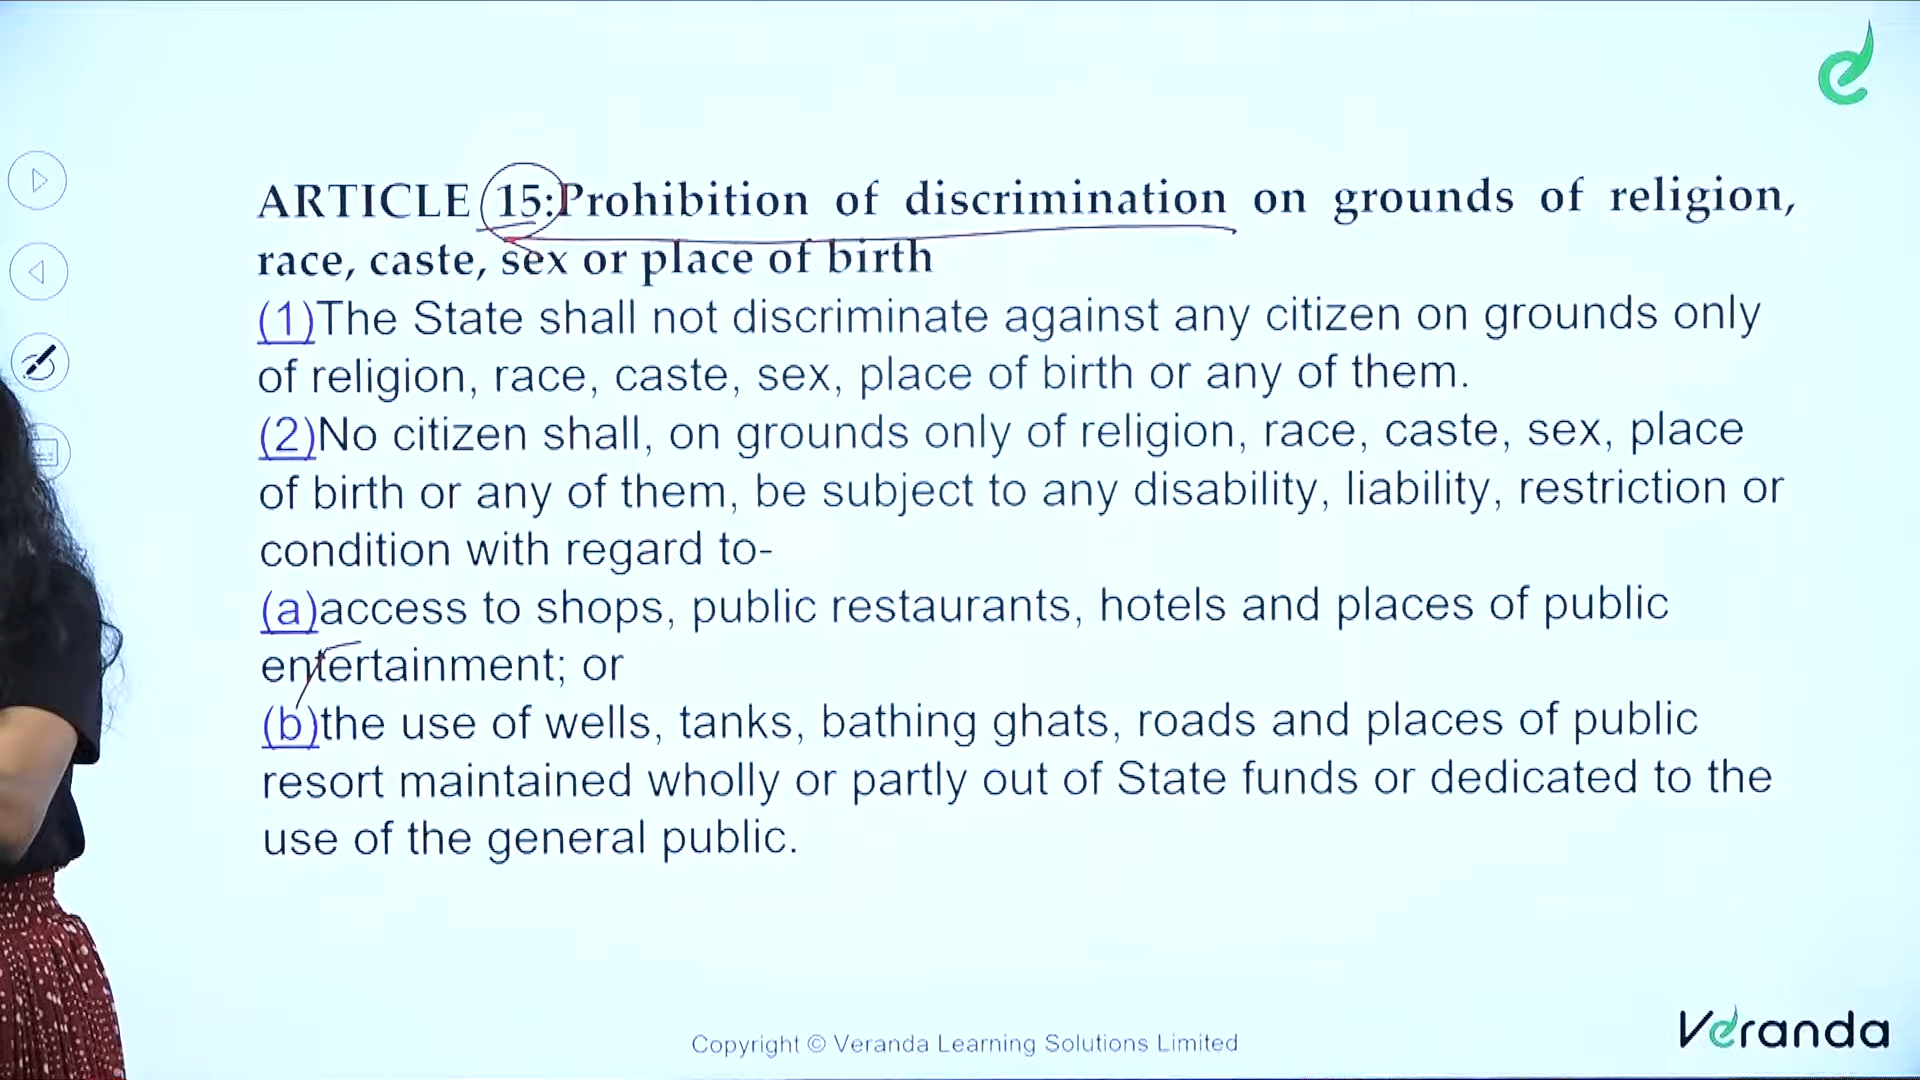 ARTICLE 15:Prohibition of discrimination on grounds of religion,
race, caste, sex or place of birth
(1)The State shall not discriminate against any citizen on grounds only
of religion, race, caste, sex, place of birth or any of them.
(2)No citizen shall, on grounds only of religion, race, caste, sex, place
of birth or any of them, be subject to any disability, liability, restriction or
condition with regard to-
(a)access to shops, public restaurants, hotels and places of public
entertainment; or
(b)the use of wells, tanks, bathing ghats, roads and places of public
resort maintained wholly or partly out of State funds or dedicated to the
use of the general public.
Veranda
Copyright © Veranda Learning Solutions Limited